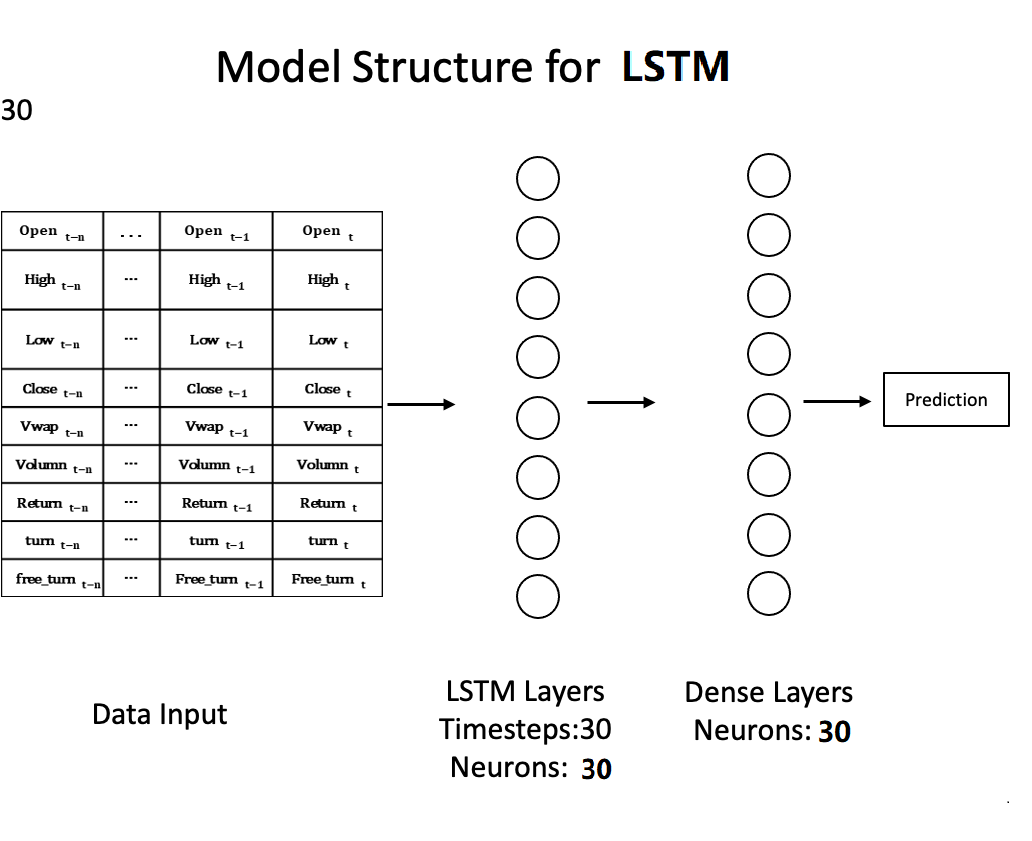 Model Structure for LSTM
30
Open t−n ... Open t−1 Open t
High t−n ... High t−1 High t
Low t−n ... Low t−1 Low t
Close t−n ... Close t−1 Close t
Vwap t−n ... Vwap t−1 Vwap t
Volumn t−n ... Volumn t−1 Volumn t
Return t−n ... Return t−1 Return t
turn t−n ... turn t−1 turn t
free_turn t−n ... Free_turn t−1 Free_turn t
Prediction
Data Input
LSTM Layers
Timesteps:30
Neurons: 30
Dense Layers
Neurons: 30